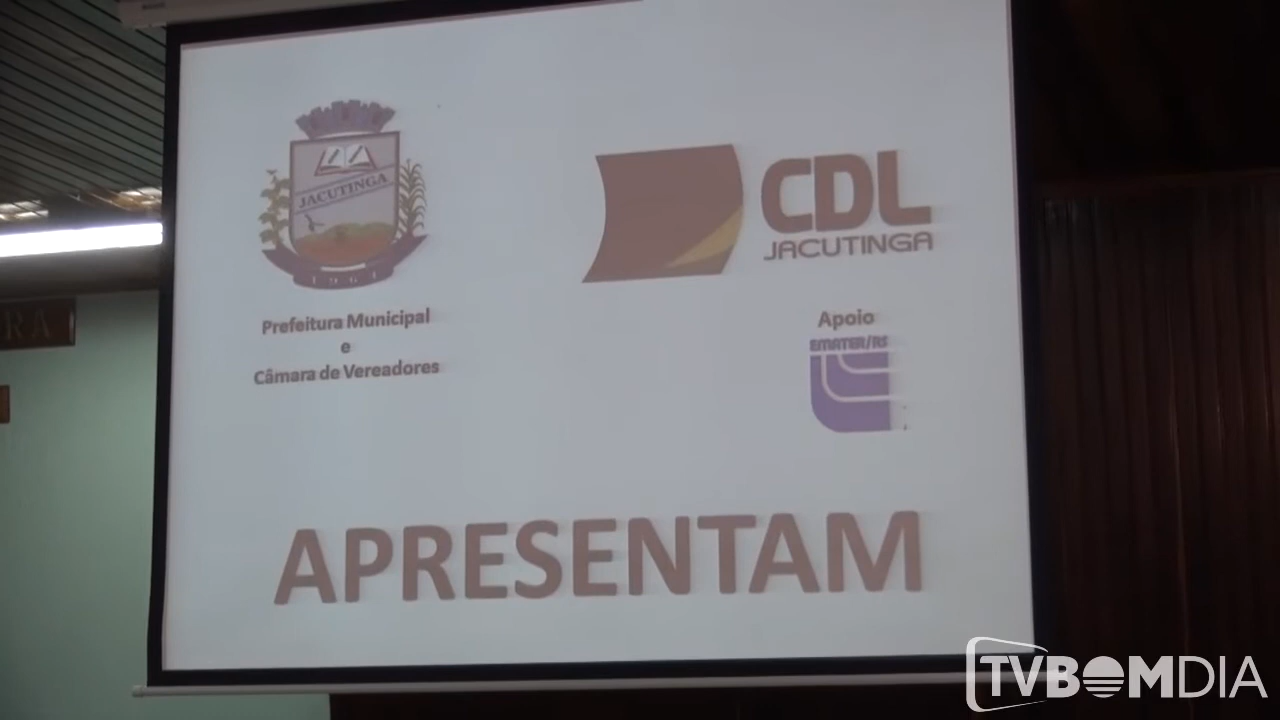 JACUTINGA
Prefeitura Municipal
e
Câmara de Vereadores
CDL
JACUTINGA
Apoio
EMATER/RS
APRESENTAM
TVBOMDIA